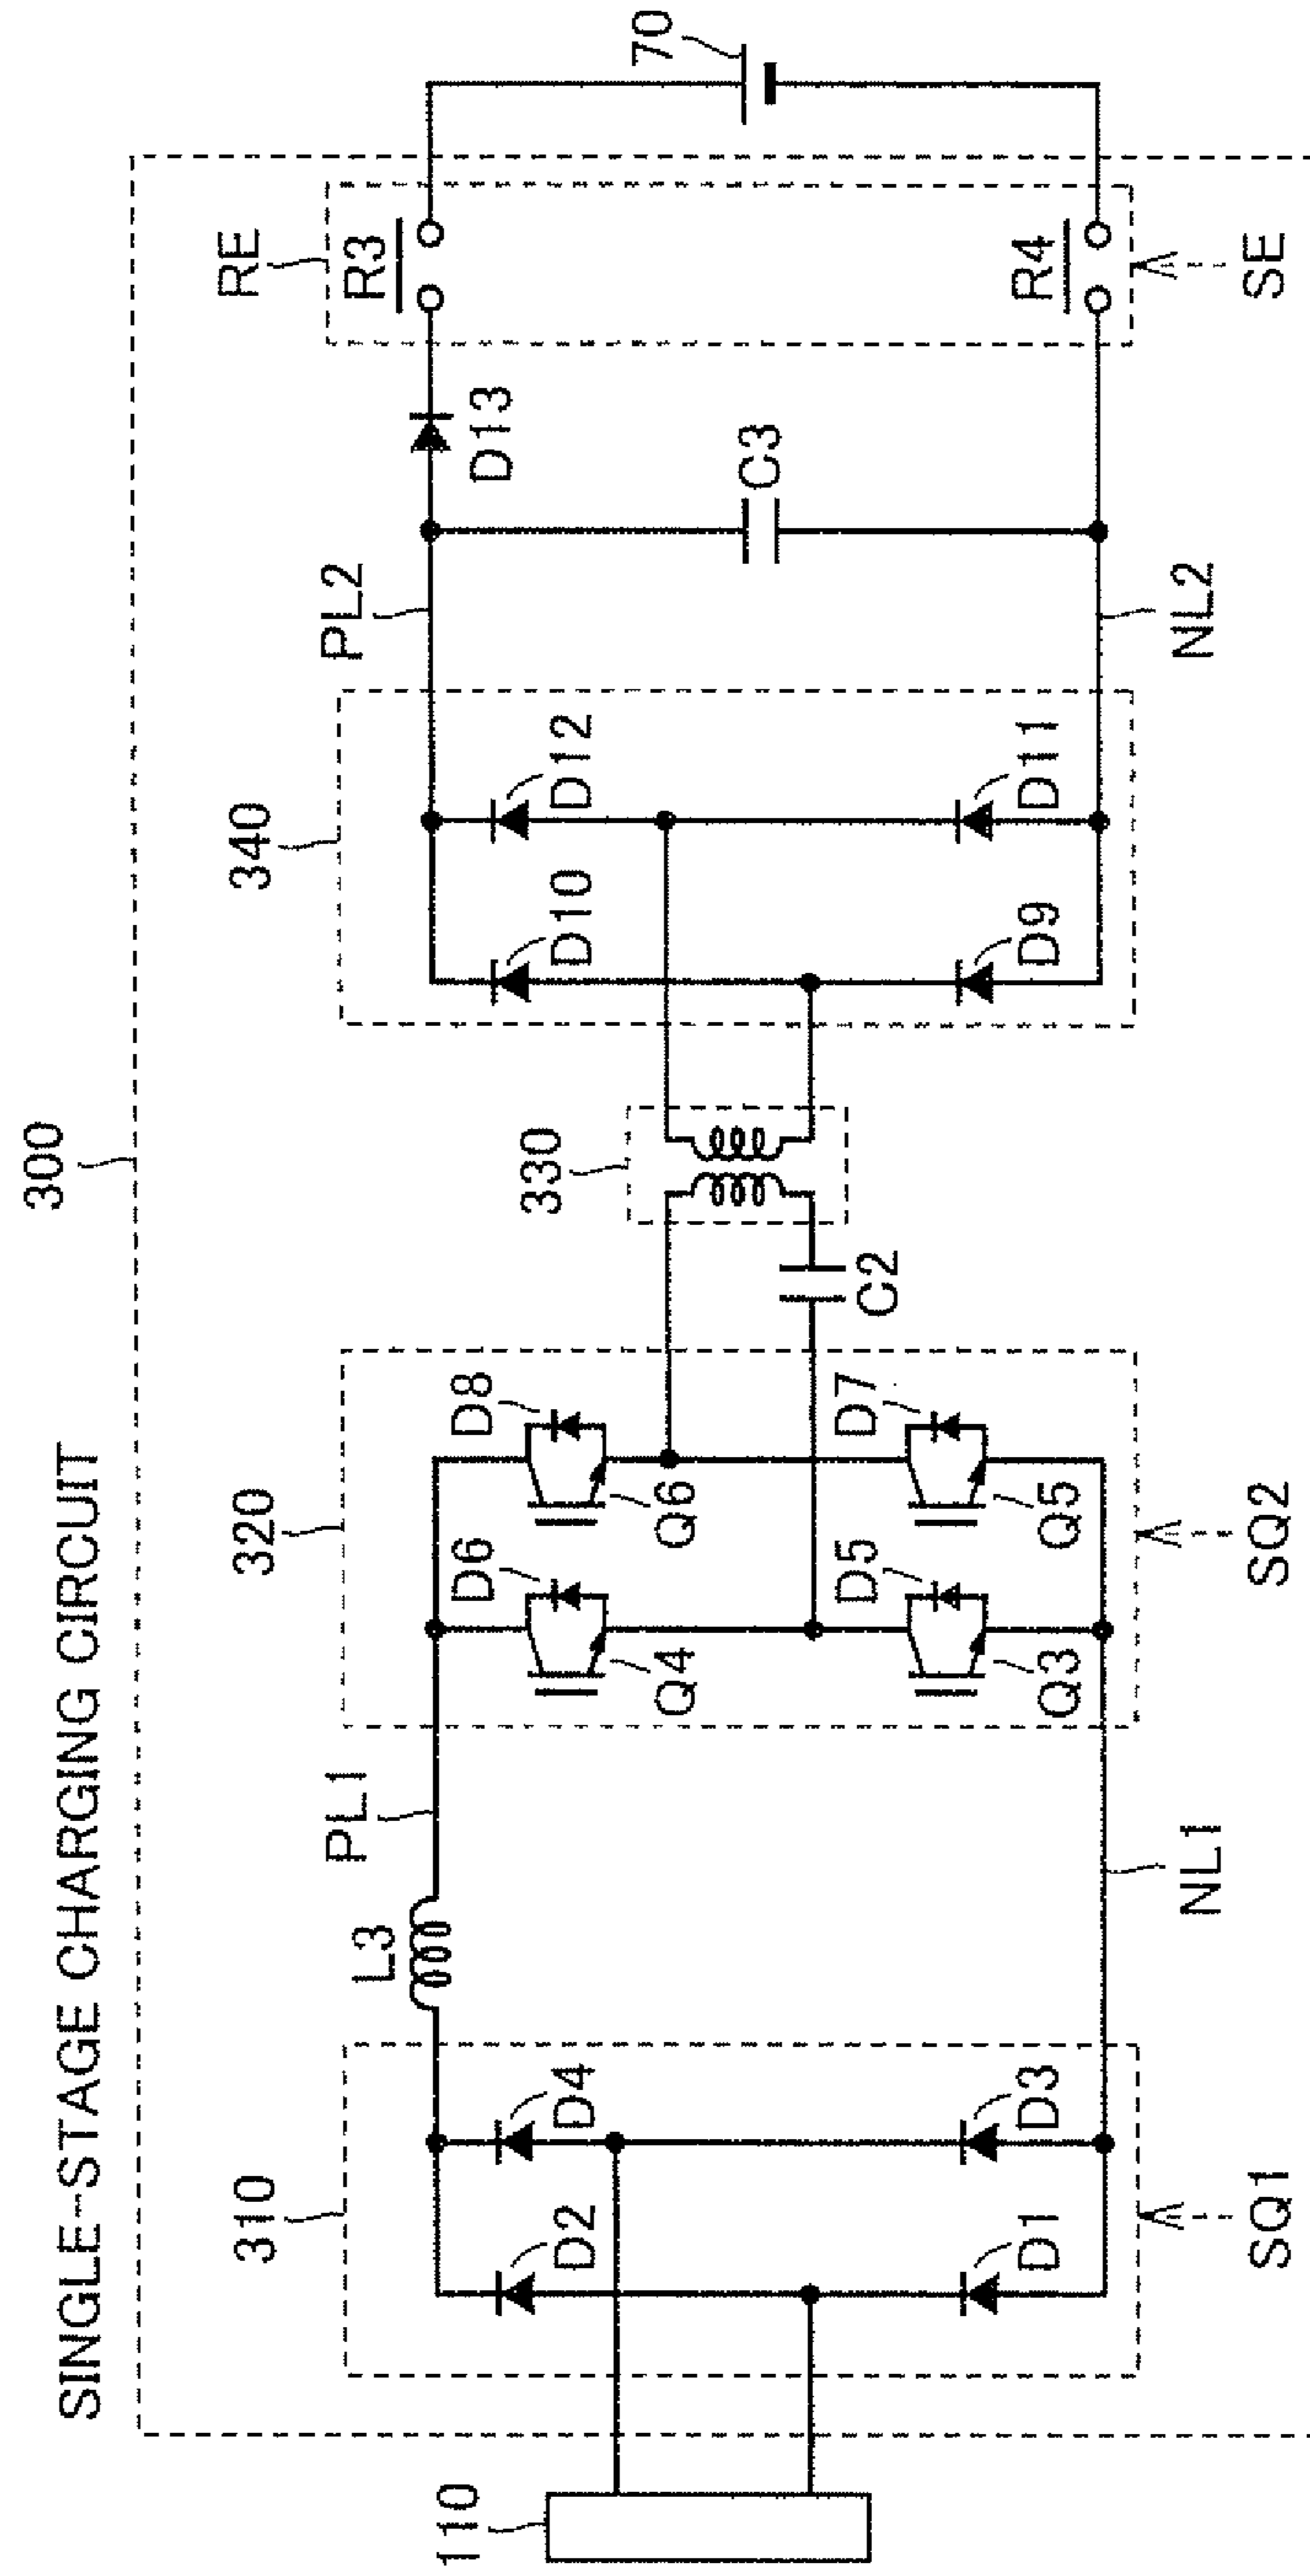 SINGLE-STAGE CHARGING CIRCUIT
300
310
320
330
340
RE
70
L3
PL1
PL2
R3
D2
D4
D6
D8
D10
D12
D13
Q4
Q6
C2
C3
110
D5
D7
D1
D3
Q3
Q5
D9
D11
R4
NL1
NL2
SQ1
SQ2
SE